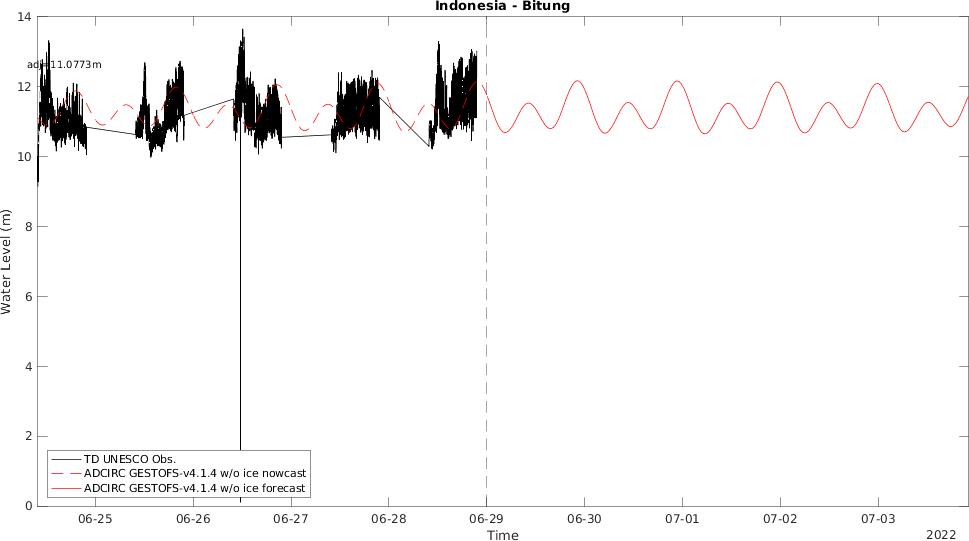 Indonesia - Bitung
14
12
10
8
6
4
2
0
Water Level (m)
adj=11.0773m
TD UNESCO Obs.
ADCIRC GESTOFS-v4.1.4 w/o ice nowcast
ADCIRC GESTOFS-v4.1.4 w/o ice forecast
06-25 06-26 06-27 06-28 06-29 06-30 07-01 07-02 07-03
Time
2022